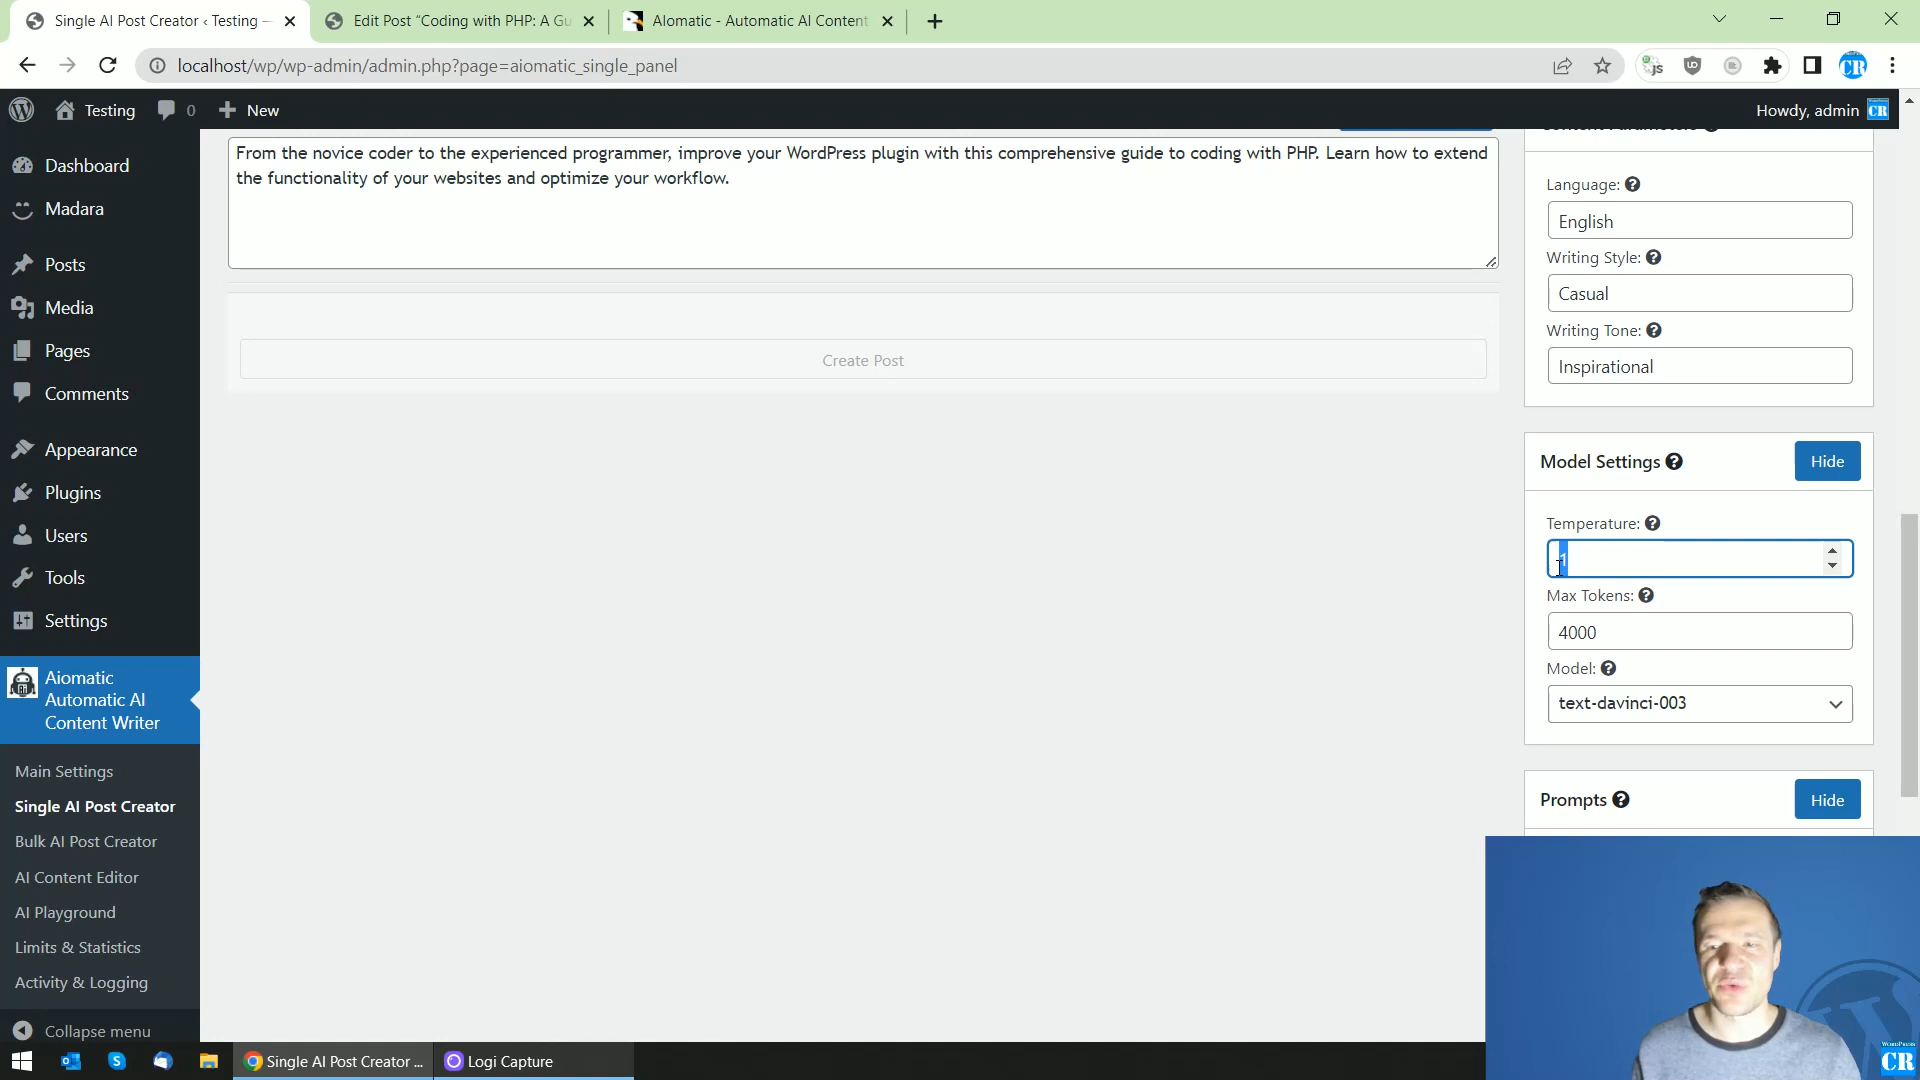 Single AI Post Creator ‹ Testing —
Edit Post “Coding with PHP: A Gu
AIomatic - Automatic AI Content
localhost/wp/wp-admin/admin.php?page=aiomatic_single_panel
Testing
0
New
Howdy, admin
CR
Dashboard
Madara
Posts
Media
Pages
Comments
Appearance
Plugins
Users
Tools
Settings
Aiomatic
Automatic AI
Content Writer
Main Settings
Single AI Post Creator
Bulk AI Post Creator
AI Content Editor
AI Playground
Limits & Statistics
Activity & Logging
Collapse menu
From the novice coder to the experienced programmer, improve your WordPress plugin with this comprehensive guide to coding with PHP. Learn how to extend
the functionality of your websites and optimize your workflow.
Create Post
Content Parameters
Language:
English
Writing Style:
Casual
Writing Tone:
Inspirational
Model Settings
Hide
Temperature:
1
Max Tokens:
4000
Model:
text-davinci-003
Prompts
Hide
Single AI Post Creator ...
Logi Capture
WORDPRESS
CR